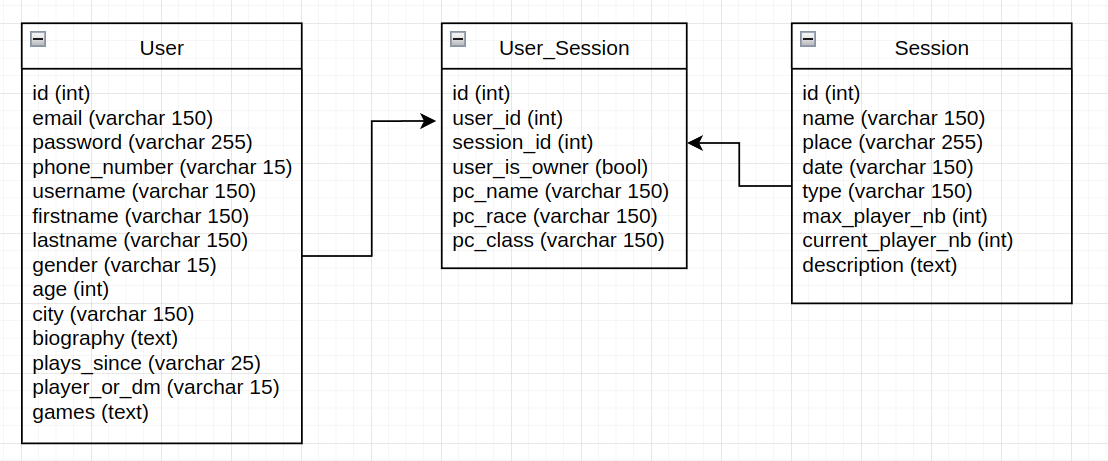 User
id (int)
email (varchar 150)
password (varchar 255)
phone_number (varchar 15)
username (varchar 150)
firstname (varchar 150)
lastname (varchar 150)
gender (varchar 15)
age (int)
city (varchar 150)
biography (text)
plays_since (varchar 25)
player_or_dm (varchar 15)
games (text)
User_Session
id (int)
user_id (int)
session_id (int)
user_is_owner (bool)
pc_name (varchar 150)
pc_race (varchar 150)
pc_class (varchar 150)
Session
id (int)
name (varchar 150)
place (varchar 255)
date (varchar 150)
type (varchar 150)
max_player_nb (int)
current_player_nb (int)
description (text)